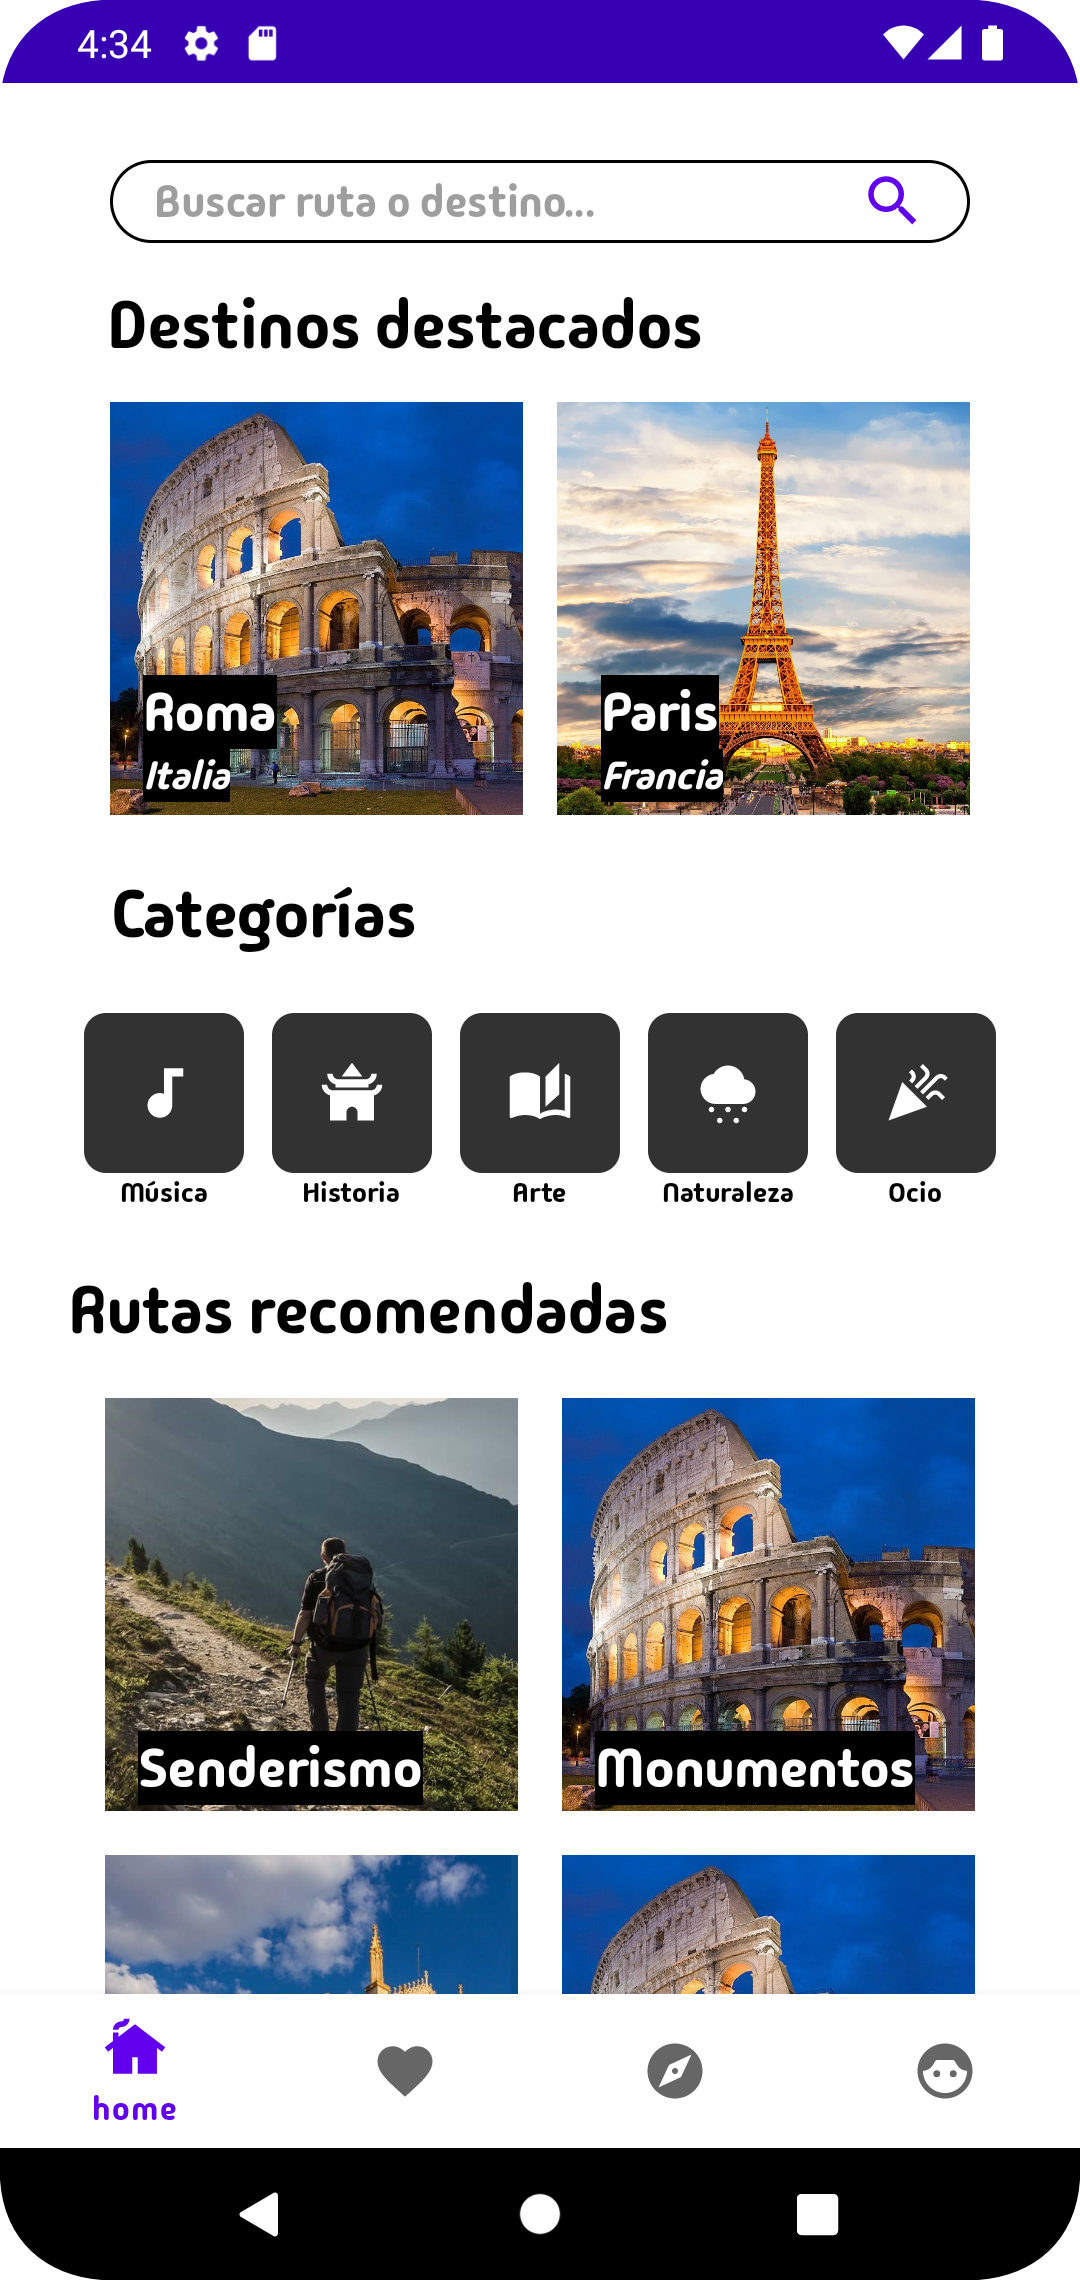 4:34
Buscar ruta o destino...
Destinos destacados
Roma
Italia
Paris
Francia
Categorías
Música
Historia
Arte
Naturaleza
Ocio
Rutas recomendadas
Senderismo
Monumentos
home